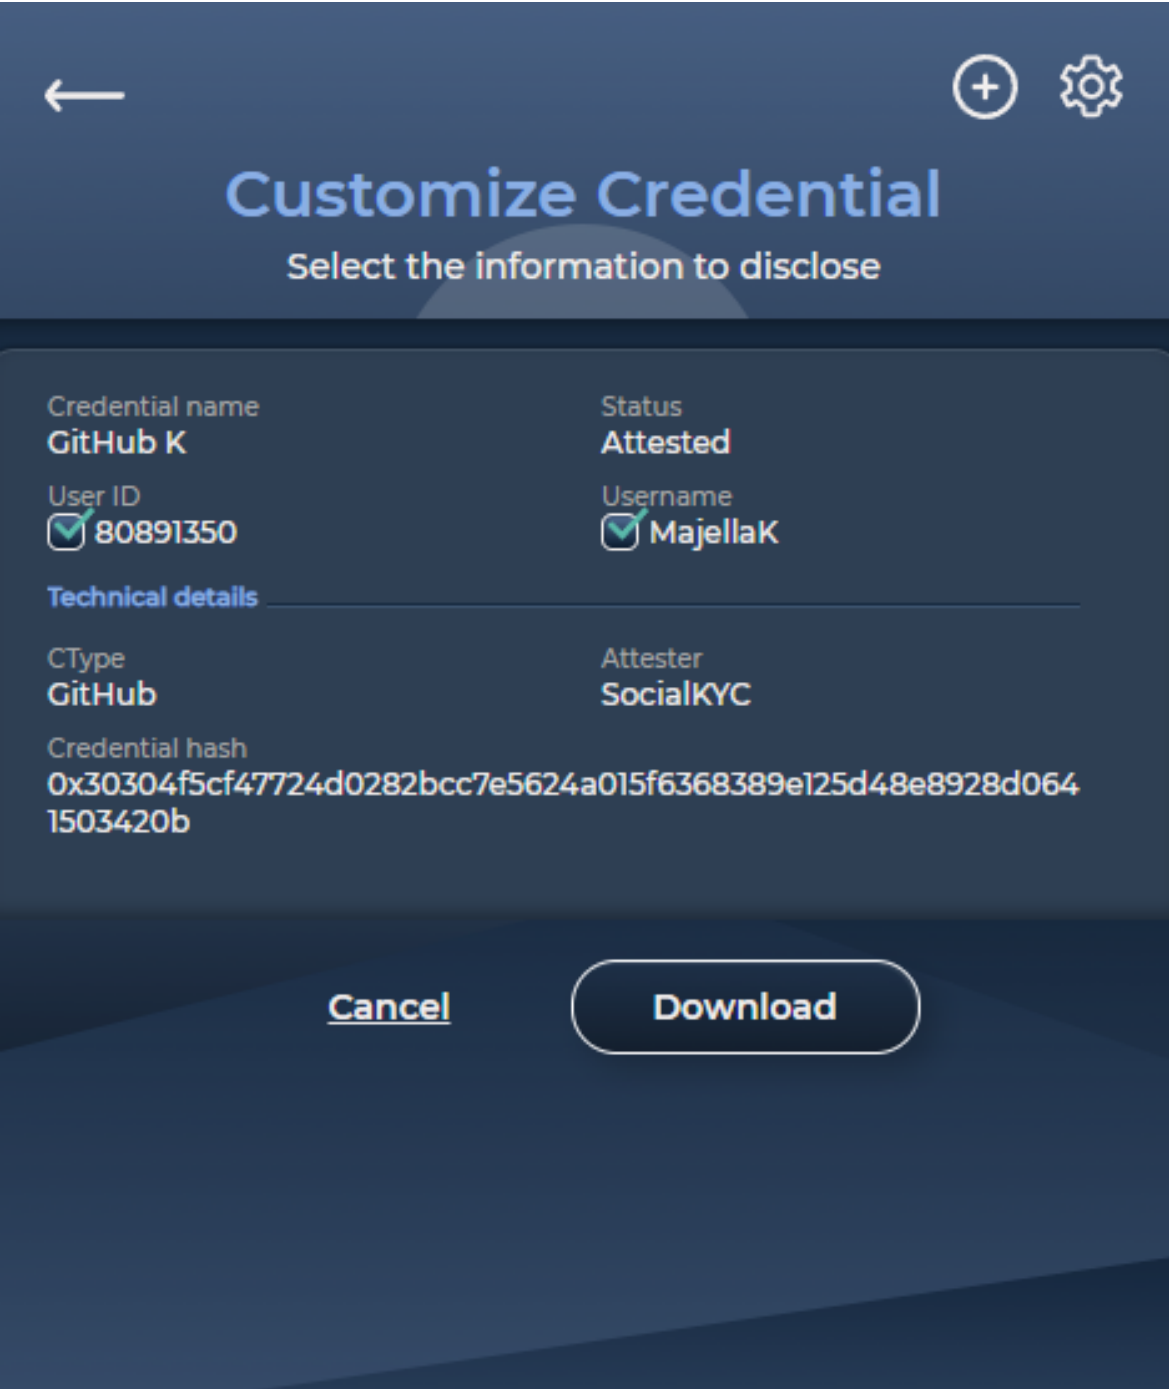 Customize Credential
Select the information to disclose
Credential name
GitHub K
Status
Attested
User ID
80891350
Username
MajellaK
Technical details
CType
GitHub
Attester
SocialKYC
Credential hash
0x30304f5cf47724d0282bcc7e5624a015f6368389e125d48e8928d064
1503420b
Cancel
Download